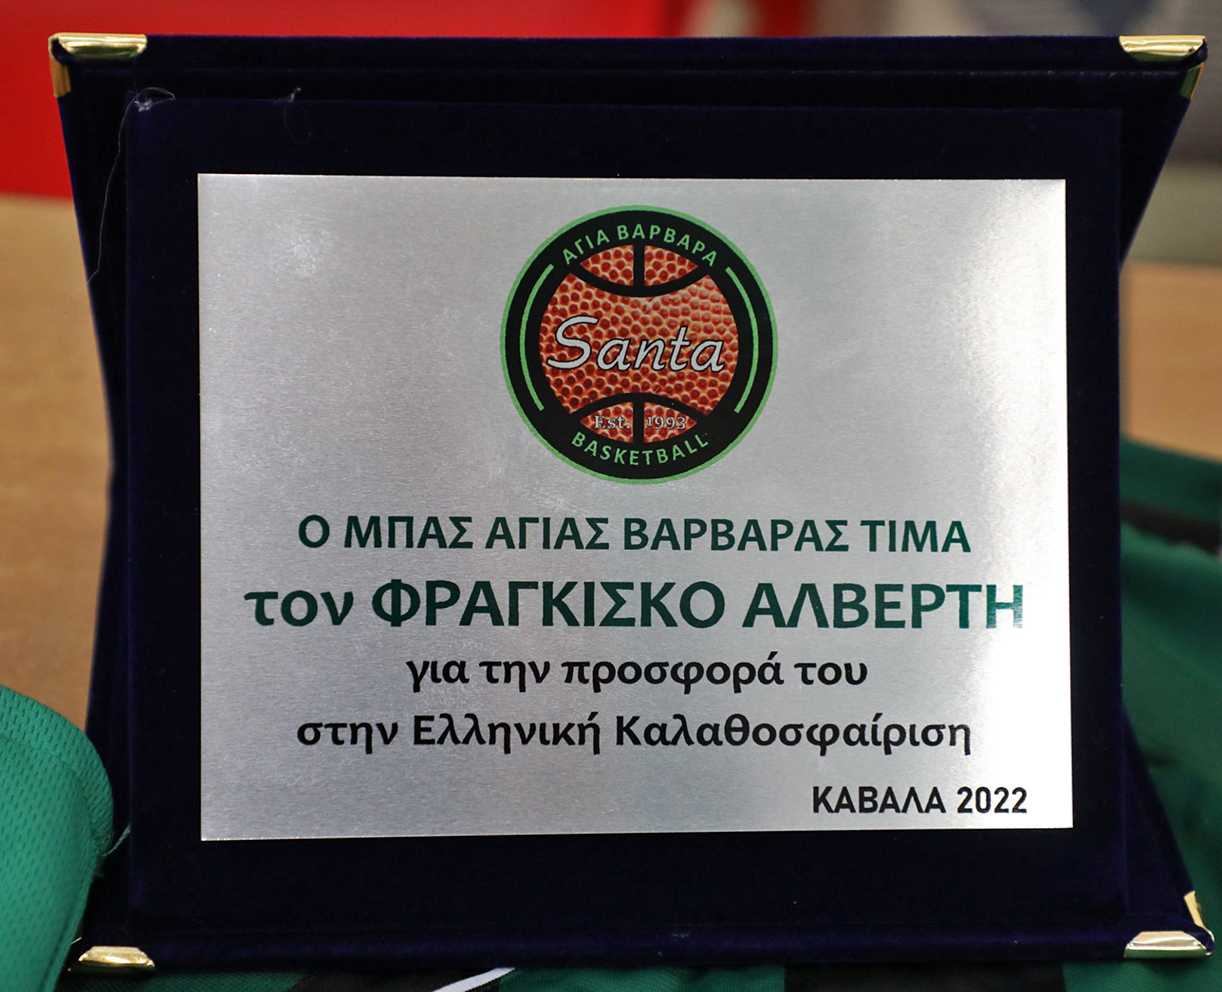 ΑΓΙΑ ΒΑΡΒΑΡΑ
Santa
Est. 1993
BASKETBALL
Ο ΜΠΑΣ ΑΓΙΑΣ ΒΑΡΒΑΡΑΣ ΤΙΜΑ
τον ΦΡΑΓΚΙΣΚΟ ΑΛΒΕΡΤΗ
για την προσφορά του
στην Ελληνική Καλαθοσφαίριση
ΚΑΒΑΛΑ 2022